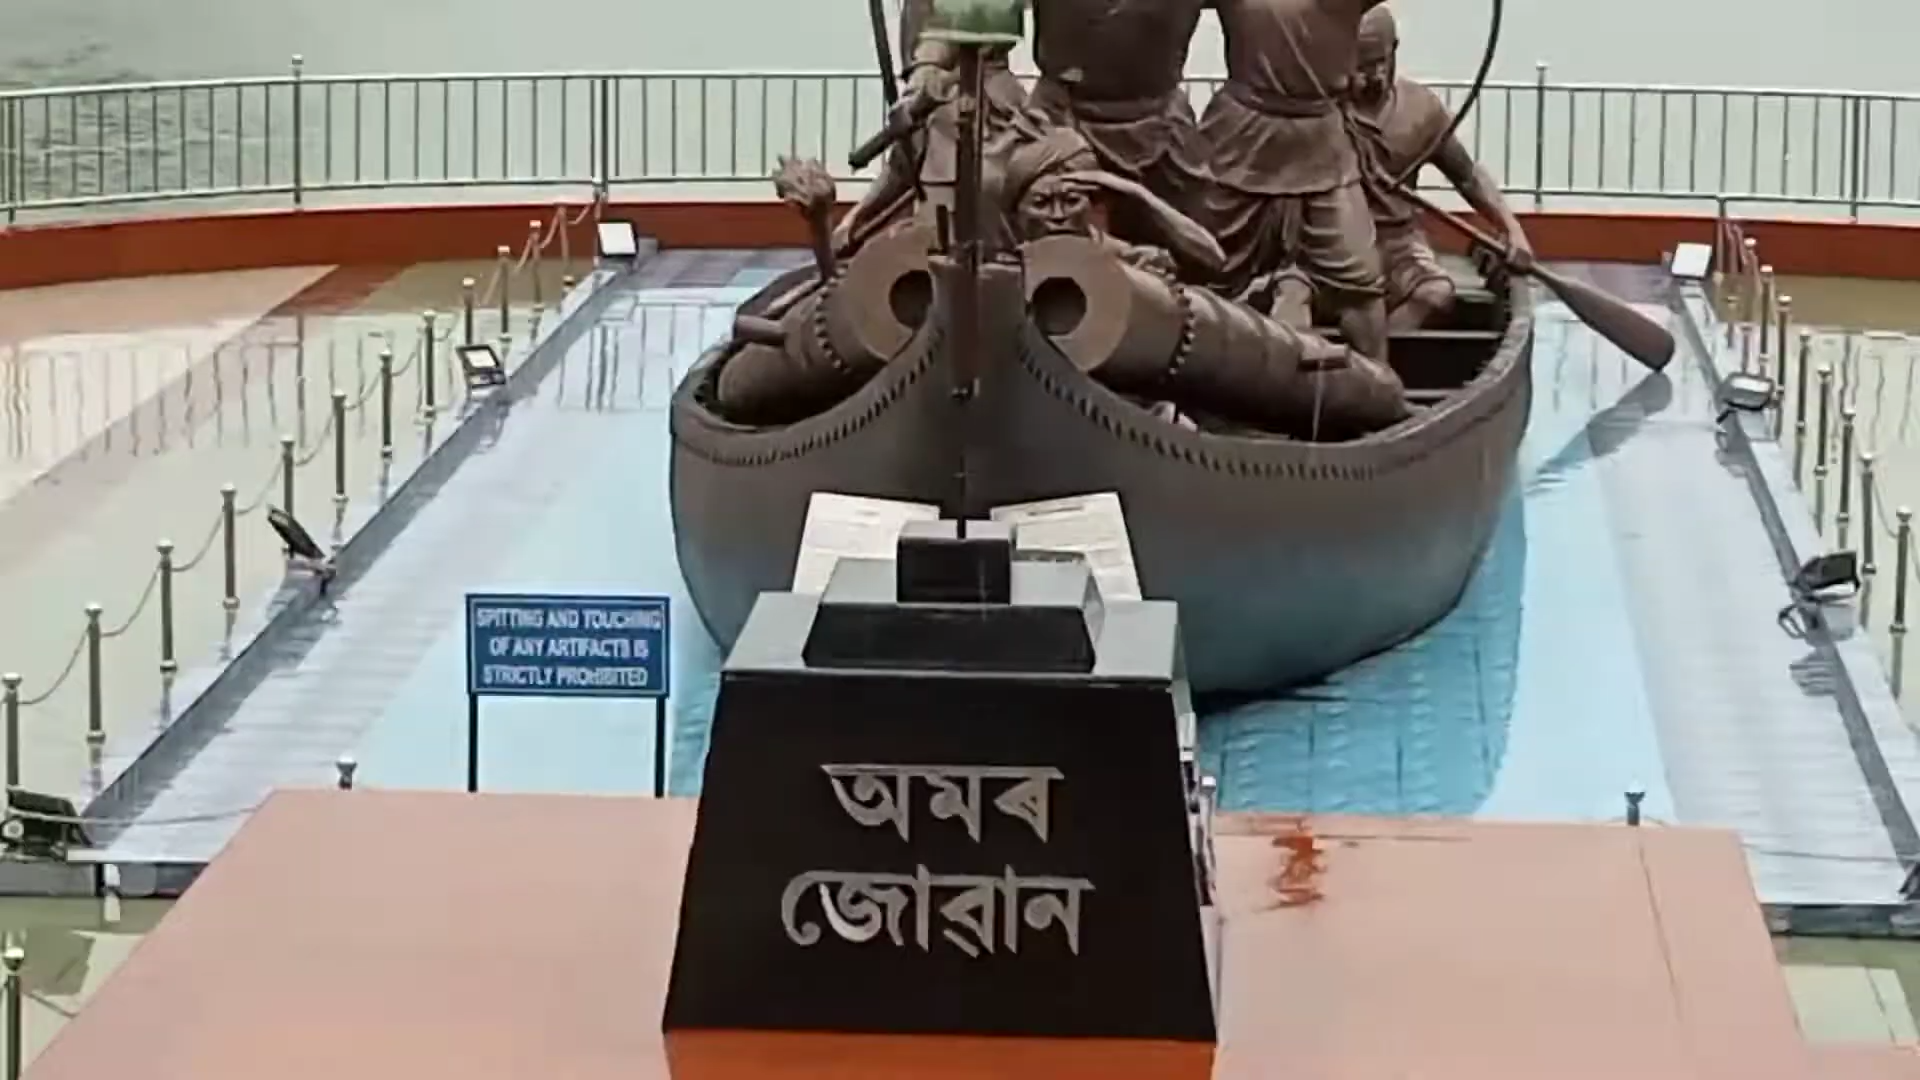 SPITTING AND TOUCHING
OF ANY ARTIFACTS IS
STRICTLY PROHIBITED
অমৰ
জোৱান